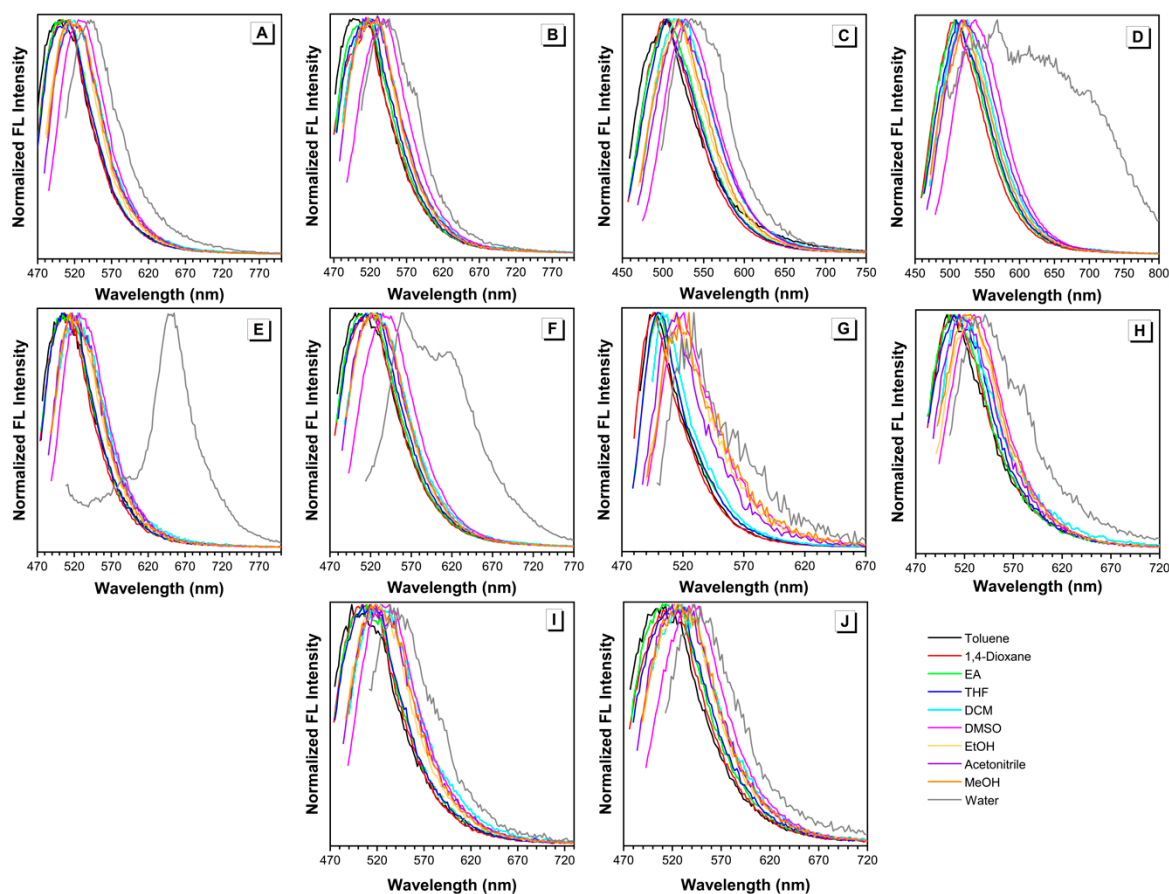 A
B
C
D
Normalized FL Intensity
Normalized FL Intensity
Normalized FL Intensity
Normalized FL Intensity
470 520 570 620 670 720 770
470 520 570 620 670 720 770
450 500 550 600 650 700 750
450 500 550 600 650 700 750 800
Wavelength (nm)
Wavelength (nm)
Wavelength (nm)
Wavelength (nm)
E
F
G
H
Normalized FL Intensity
Normalized FL Intensity
Normalized FL Intensity
Normalized FL Intensity
470 520 570 620 670 720 770
470 520 570 620 670 720 770
470 520 570 620 670
470 520 570 620 670 720
Wavelength (nm)
Wavelength (nm)
Wavelength (nm)
Wavelength (nm)
I
J
Normalized FL Intensity
Normalized FL Intensity
470 520 570 620 670 720
470 520 570 620 670 720
Wavelength (nm)
Wavelength (nm)
Toluene
1,4-Dioxane
EA
THF
DCM
DMSO
EtOH
Acetonitrile
MeOH
Water